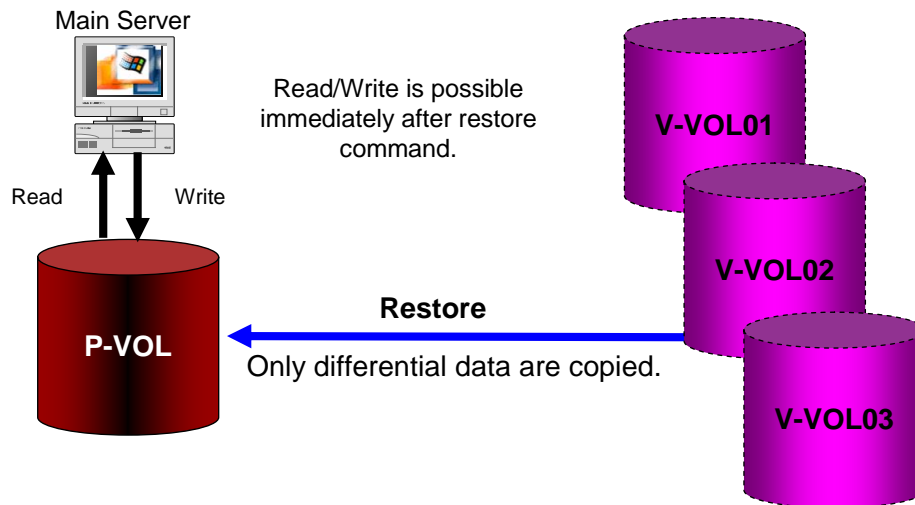 Main Server
Read/Write is possible
immediately after restore
command.
V-VOL01
Read
Write
V-VOL02
Restore
P-VOL
Only differential data are copied.
V-VOL03